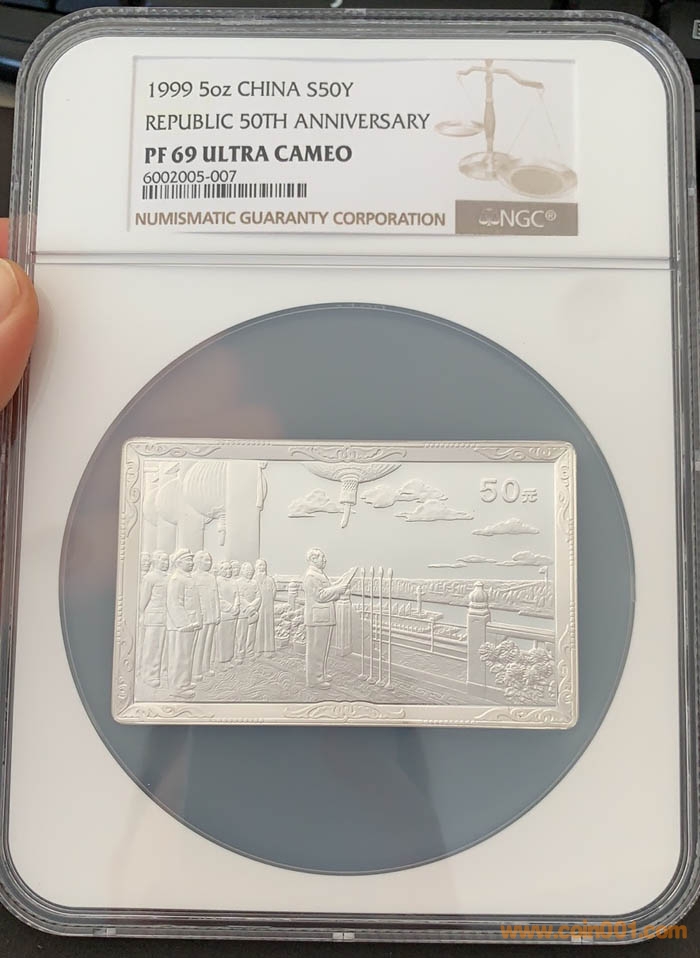 1999 5oz CHINA S50Y
REPUBLIC 50TH ANNIVERSARY
PF 69 ULTRA CAMEO
6002005-007
NUMISMATIC GUARANTY CORPORATION
NGC®
50元
www.coin001.com